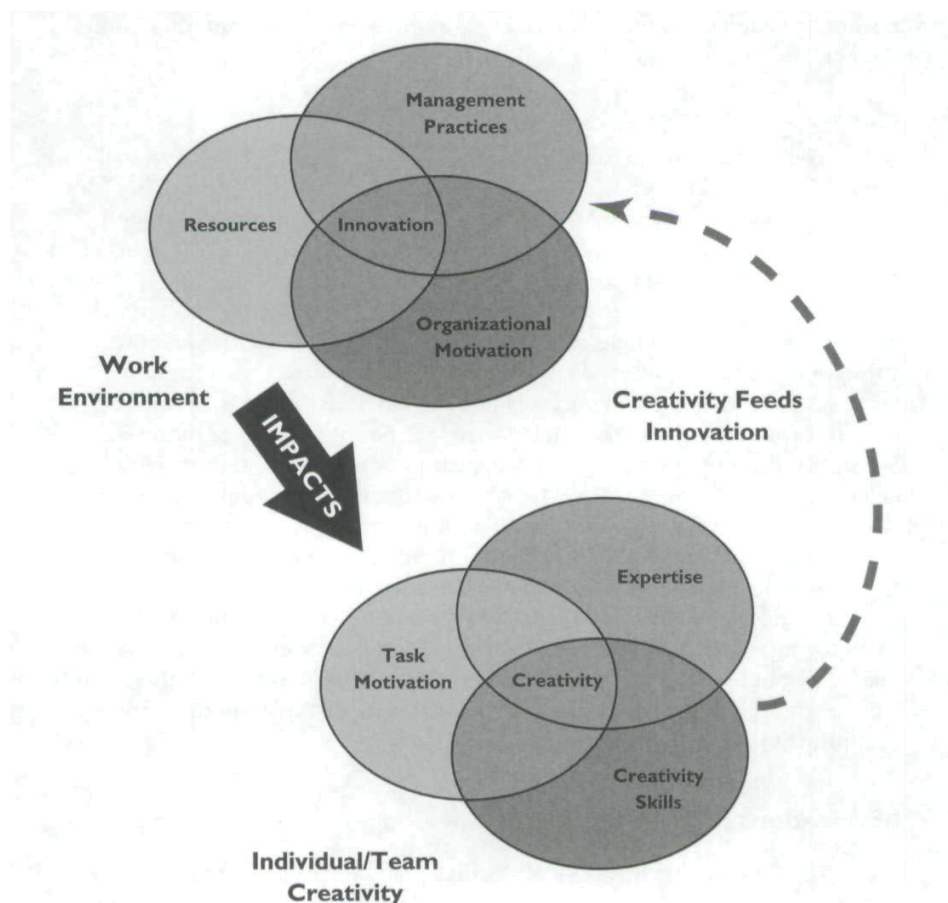 Management
Practices
Resources
Innovation
Organizational
Motivation
Work
Environment
IMPACTS
Creativity Feeds
Innovation
Expertise
Task
Motivation
Creativity
Creativity
Skills
Individual/Team
Creativity